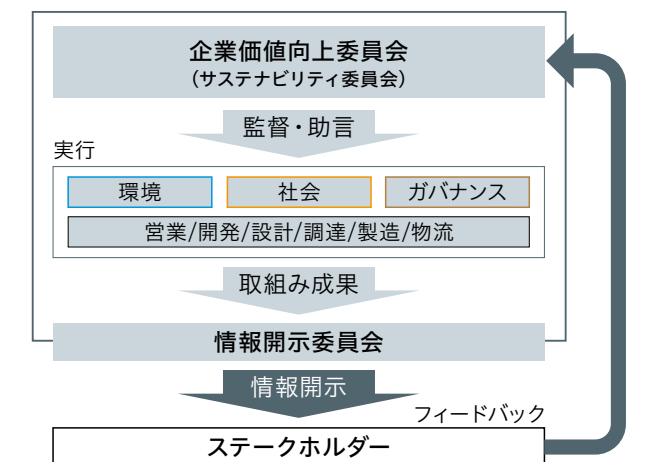 企業価値向上委員会
（サステナビリティ委員会）
監督・助言
実行
環境
社会
ガバナンス
営業/開発/設計/調達/製造/物流
取組み成果
情報開示委員会
情報開示
フィードバック
ステークホルダー